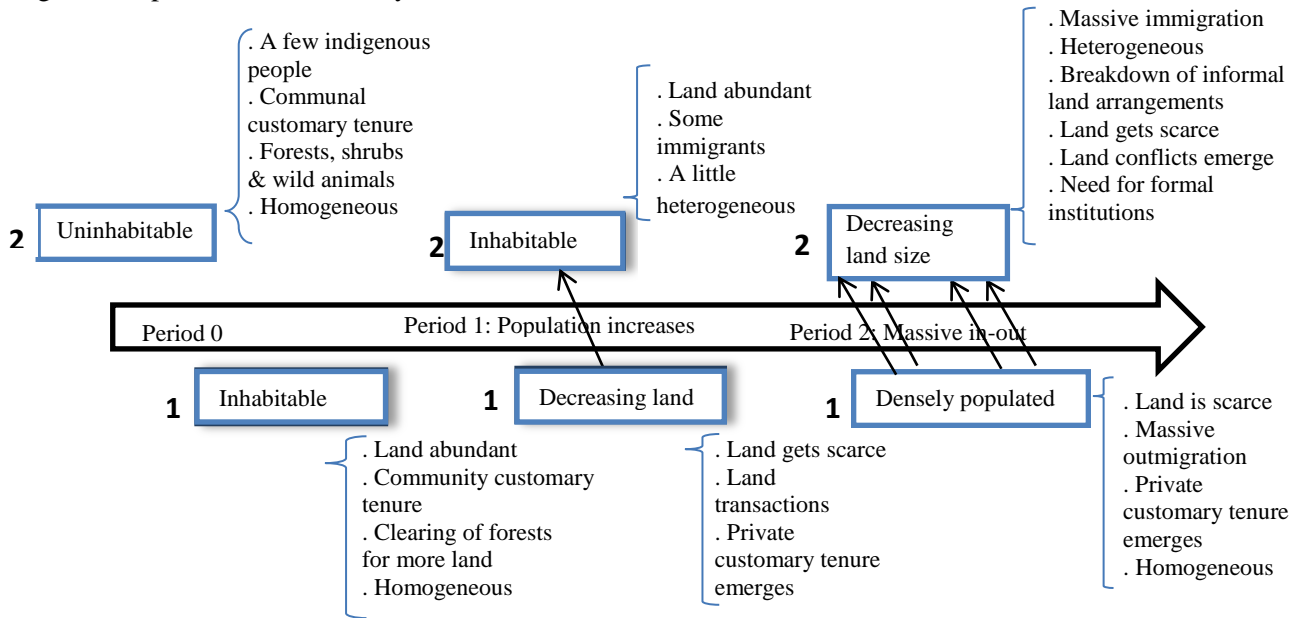 . A few indigenous
people
. Communal
customary tenure
. Forests, shrubs
& wild animals
. Homogeneous
2
Uninhabitable
. Land abundant
. Some
immigrants
. A little
heterogeneous
2
Inhabitable
. Massive immigration
. Heterogeneous
. Breakdown of informal
land arrangements
. Land gets scarce
. Land conflicts emerge
. Need for formal
institutions
2
Decreasing
land size
Period 0
Period 1: Population increases
Period 2: Massive in-out
1
Inhabitable
. Land abundant
. Community customary
tenure
. Clearing of forests
for more land
. Homogeneous
1
Decreasing land
. Land gets scarce
. Land
transactions
. Private
customary tenure
emerges
1
Densely populated
. Land is scarce
. Massive
outmigration
. Private
customary tenure
emerges
. Homogeneous